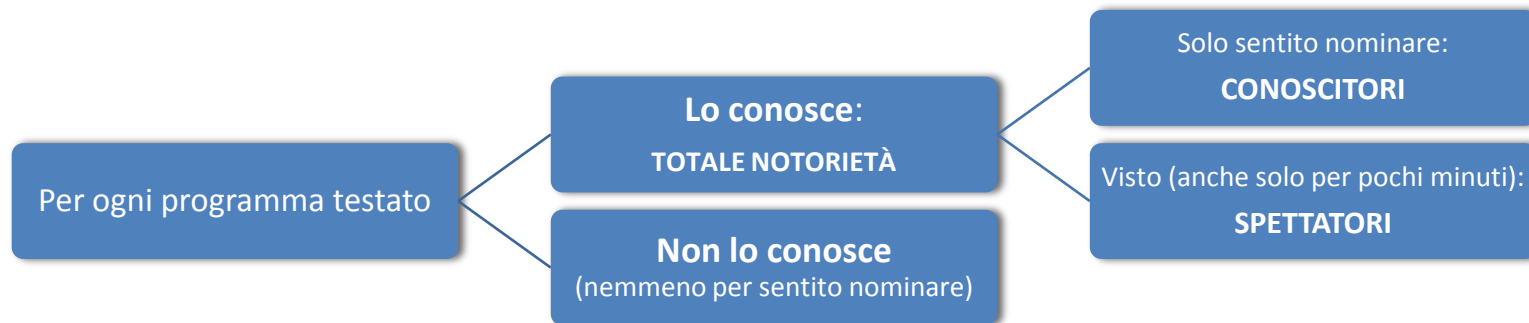 Per ogni programma testato
Lo conosce:
TOTALE NOTORIETÀ
Non lo conosce
(nemmeno per sentito nominare)
Solo sentito nominare:
CONOSCITORI
Visto (anche solo per pochi minuti):
SPETTATORI